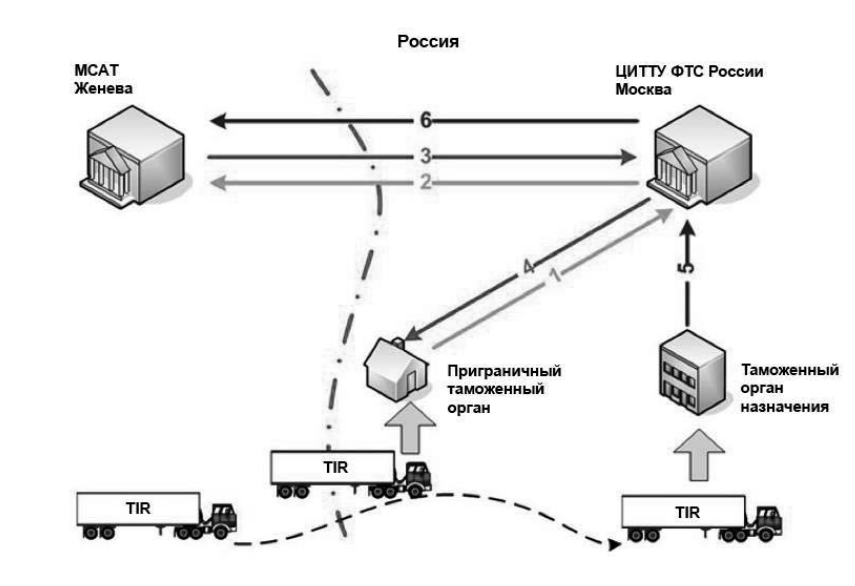 Россия
МСАТ
Женева
ЦИТТУ ФТС России
Москва
6
3
2
4
1
5
Приграничный
таможенный
орган
Таможенный
орган
назначения
TIR
TIR
TIR